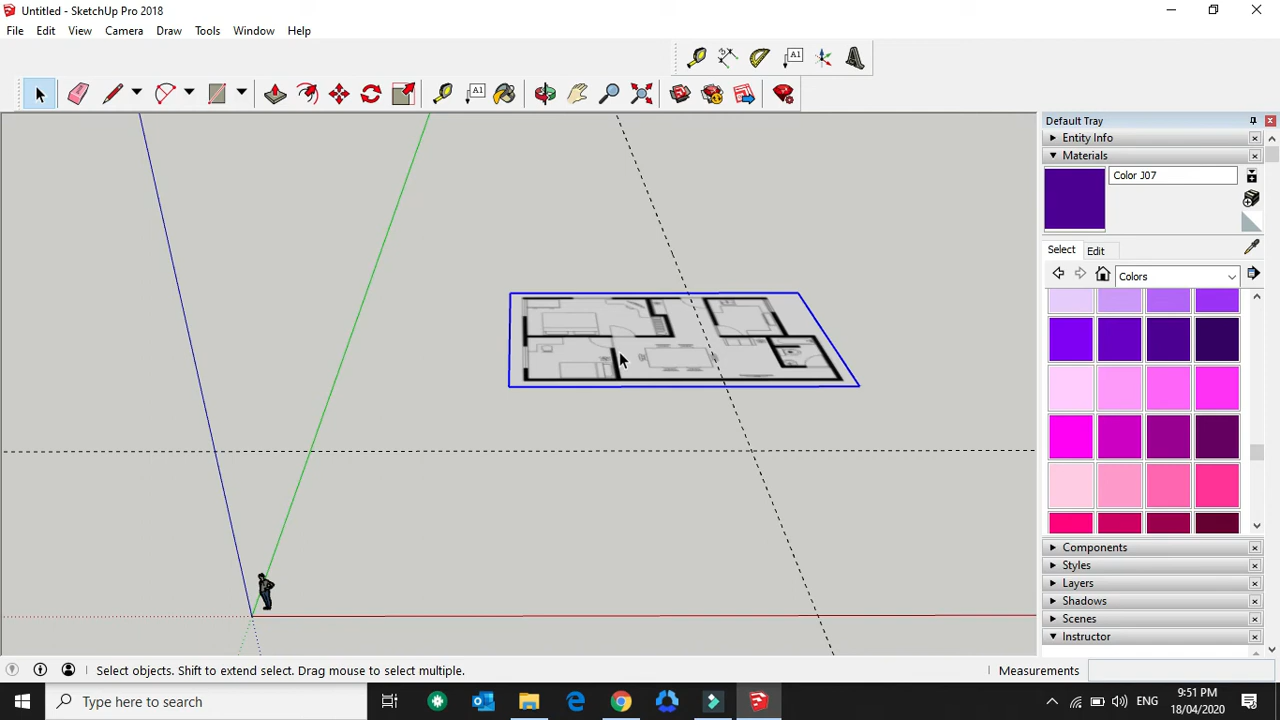 Untitled - SketchUp Pro 2018
File Edit View Camera Draw Tools Window Help
A1
A1
Default Tray
Entity Info
Materials
Color J07
Select Edit
Colors
Components
Styles
Layers
Shadows
Scenes
Instructor
Select objects. Shift to extend select. Drag mouse to select multiple.
Measurements
Type here to search
ENG
9:51 PM
18/04/2020